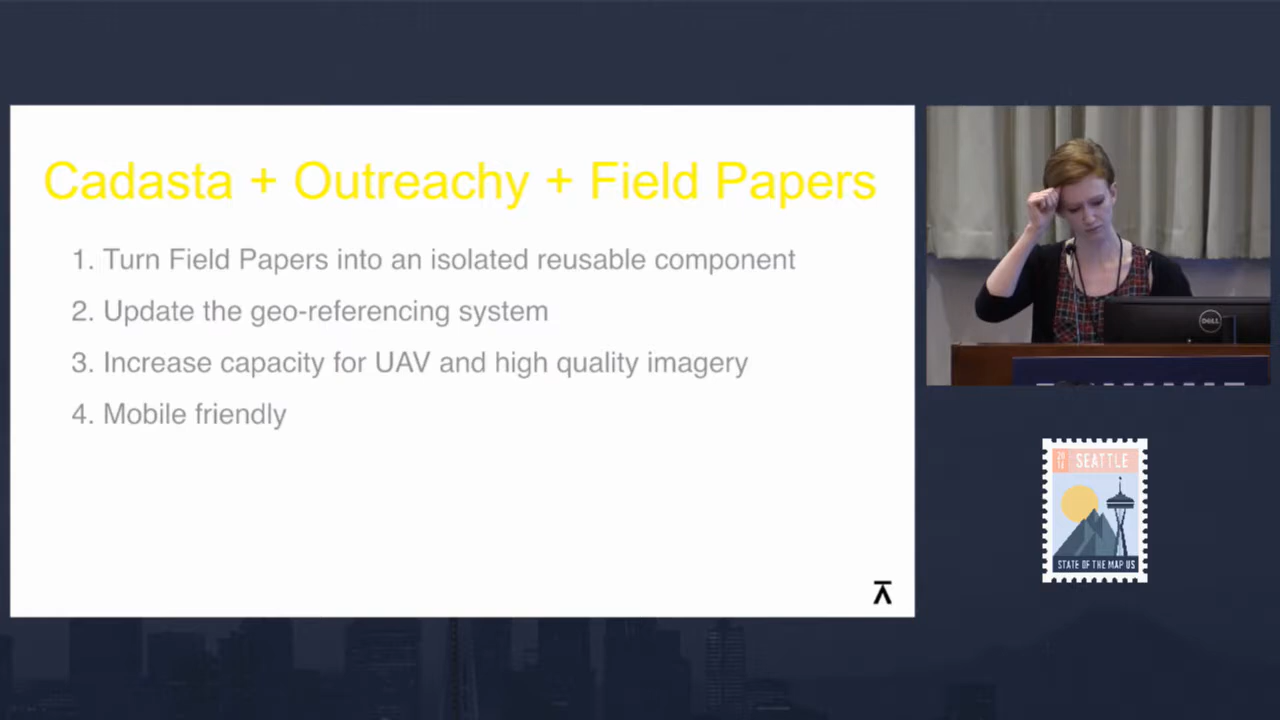 Cadasta + Outreachy + Field Papers
1. Turn Field Papers into an isolated reusable component
2. Update the geo-referencing system
3. Increase capacity for UAV and high quality imagery
4. Mobile friendly
DELL
SEATTLE
STATE OF THE MAP US